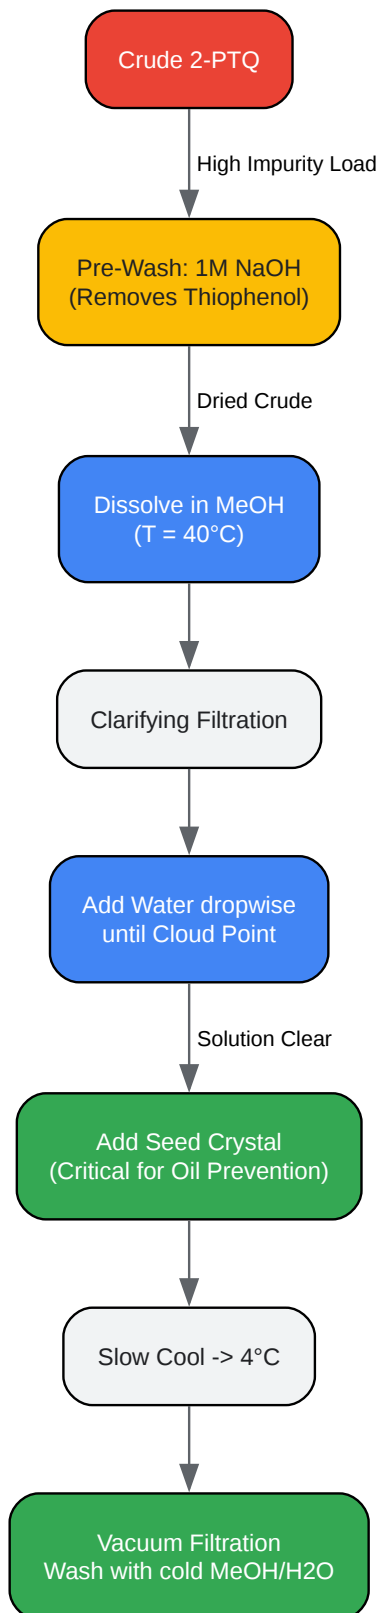 Crude 2-PTQ
High Impurity Load
Pre-Wash: 1M NaOH
(Removes Thiophenol)
Dried Crude
Dissolve in MeOH
(T = 40°C)
Clarifying Filtration
Add Water dropwise
until Cloud Point
Solution Clear
Add Seed Crystal
(Critical for Oil Prevention)
Slow Cool -> 4°C
Vacuum Filtration
Wash with cold MeOH/H2O